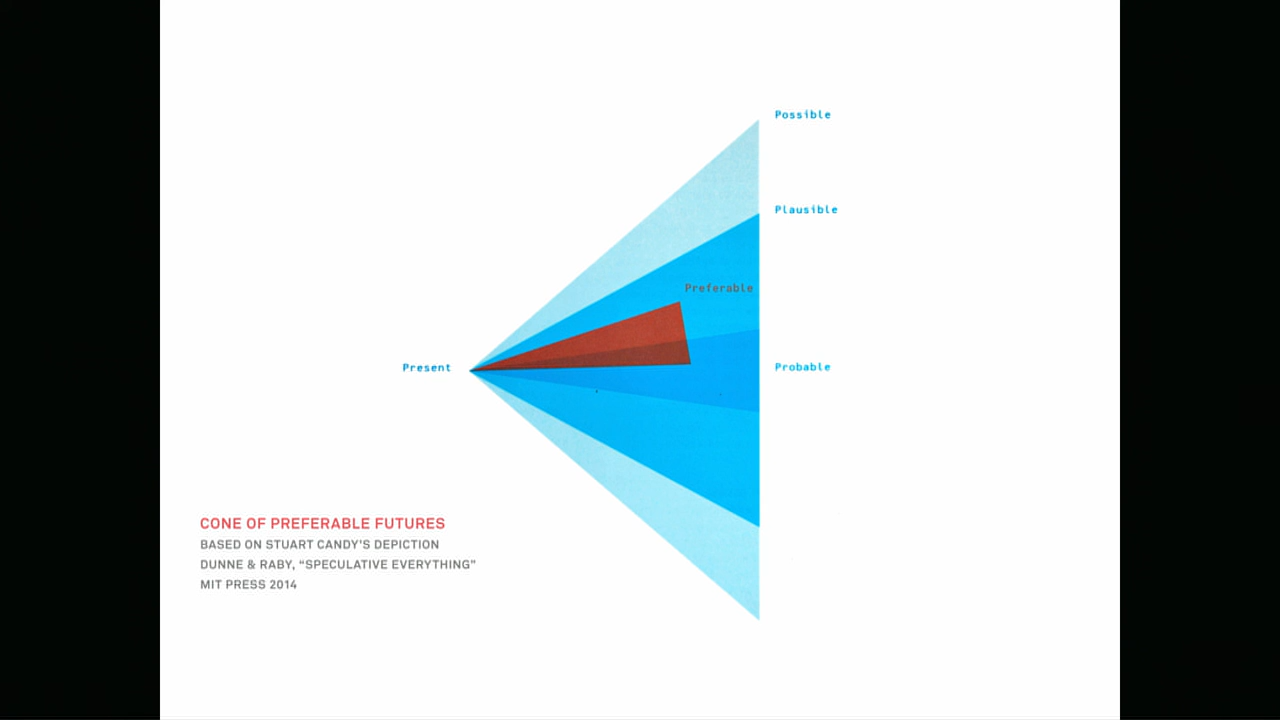 Possible
Plausible
Preferable
Present
Probable
CONE OF PREFERABLE FUTURES
BASED ON STUART CANDY'S DEPICTION
DUNNE & RABY, “SPECULATIVE EVERYTHING”
MIT PRESS 2014